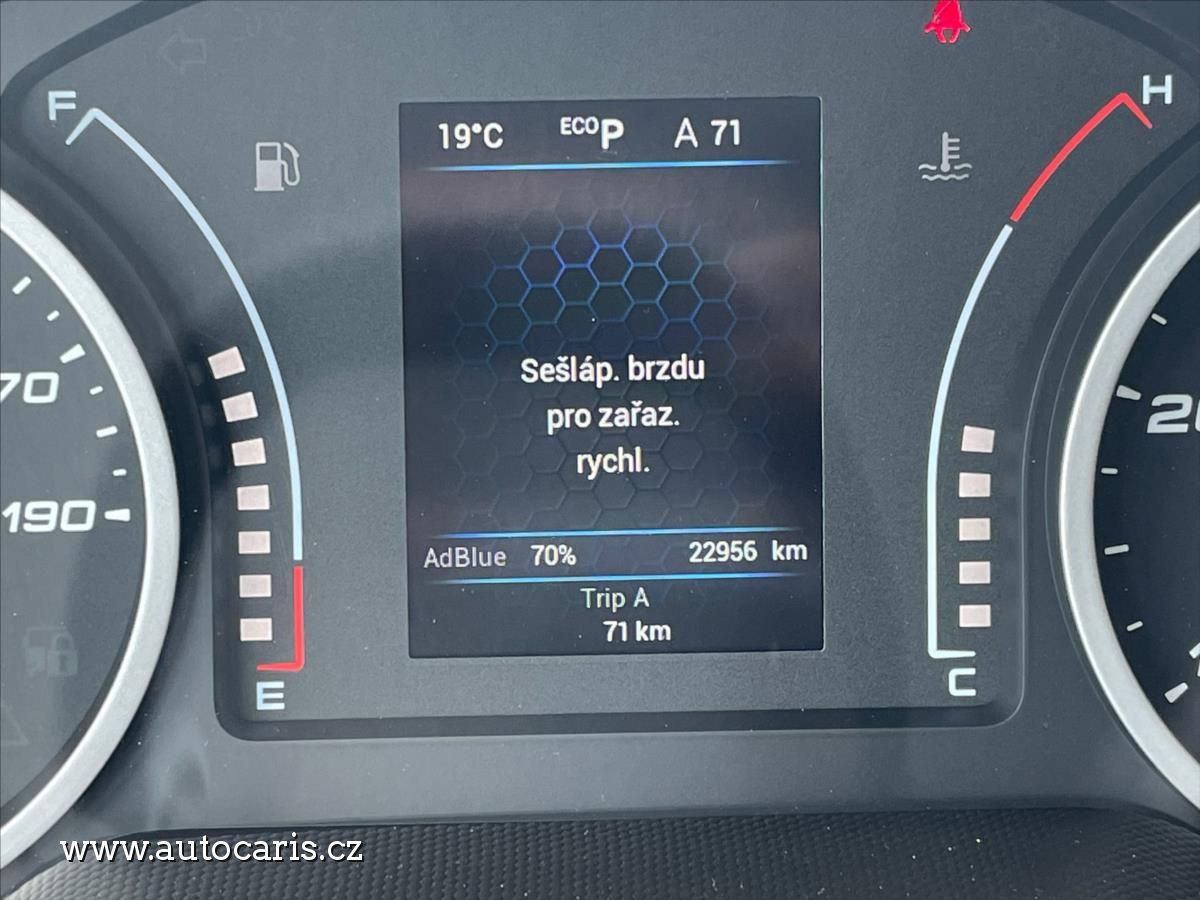 F
H
19°C ECO P A 71
Sešláp. brzdu
pro zařaz.
rychl.
70
190
AdBlue 70% 22956 km
Trip A
71 km
E
C
www.autocaris.cz